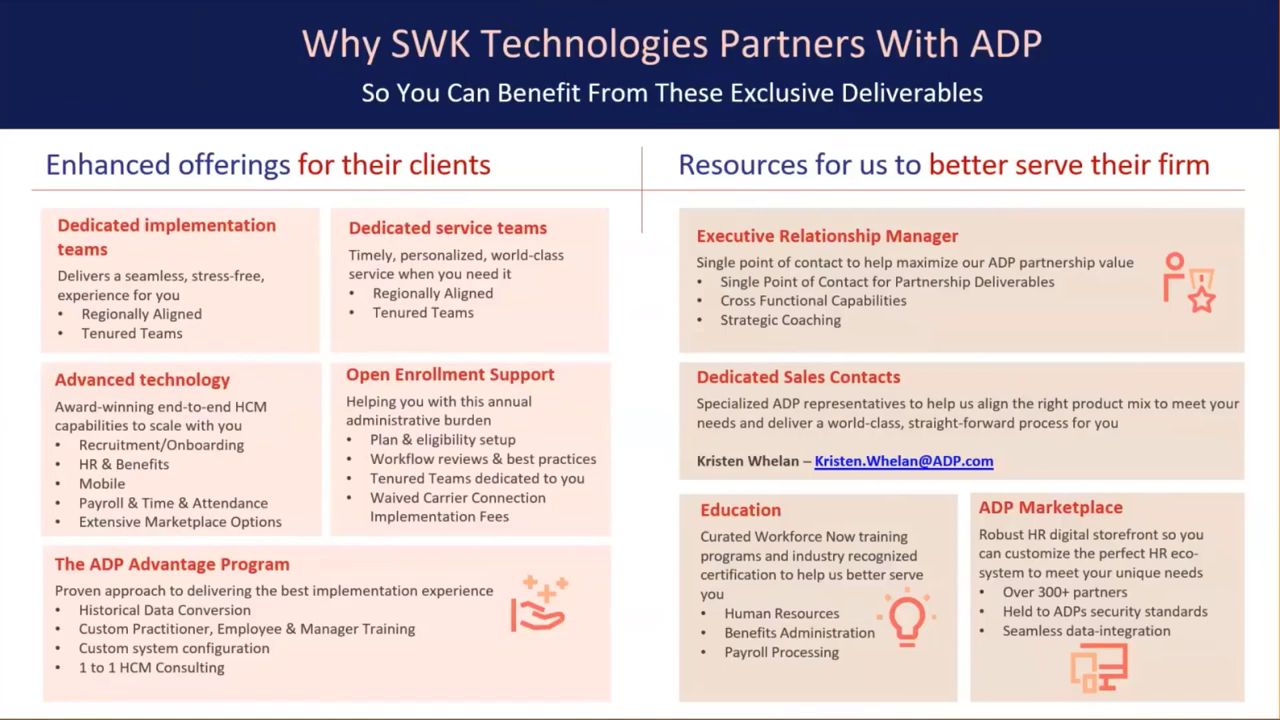 Why SWK Technologies Partners With ADP
So You Can Benefit From These Exclusive Deliverables
Enhanced offerings for their clients
Dedicated implementation
teams
Delivers a seamless, stress-free,
experience for you
• Regionally Aligned
• Tenured Teams
Dedicated service teams
Timely, personalized, world-class
service when you need it
• Regionally Aligned
• Tenured Teams
Advanced technology
Award-winning end-to-end HCM
capabilities to scale with you
• Recruitment/Onboarding
• HR & Benefits
• Mobile
• Payroll & Time & Attendance
• Extensive Marketplace Options
Open Enrollment Support
Helping you with this annual
administrative burden
• Plan & eligibility setup
• Workflow reviews & best practices
• Tenured Teams dedicated to you
• Waived Carrier Connection
Implementation Fees
The ADP Advantage Program
Proven approach to delivering the best implementation experience
• Historical Data Conversion
• Custom Practitioner, Employee & Manager Training
• Custom system configuration
• 1 to 1 HCM Consulting
Resources for us to better serve their firm
Executive Relationship Manager
Single point of contact to help maximize our ADP partnership value
• Single Point of Contact for Partnership Deliverables
• Cross Functional Capabilities
• Strategic Coaching
Dedicated Sales Contacts
Specialized ADP representatives to help us align the right product mix to meet your
needs and deliver a world-class, straight-forward process for you
Kristen Whelan – Kristen.Whelan@ADP.com
Education
Curated Workforce Now training
programs and industry recognized
certification to help us better serve
you
• Human Resources
• Benefits Administration
• Payroll Processing
ADP Marketplace
Robust HR digital storefront so you
can customize the perfect HR eco-
system to meet your unique needs
• Over 300+ partners
• Held to ADPs security standards
• Seamless data-integration